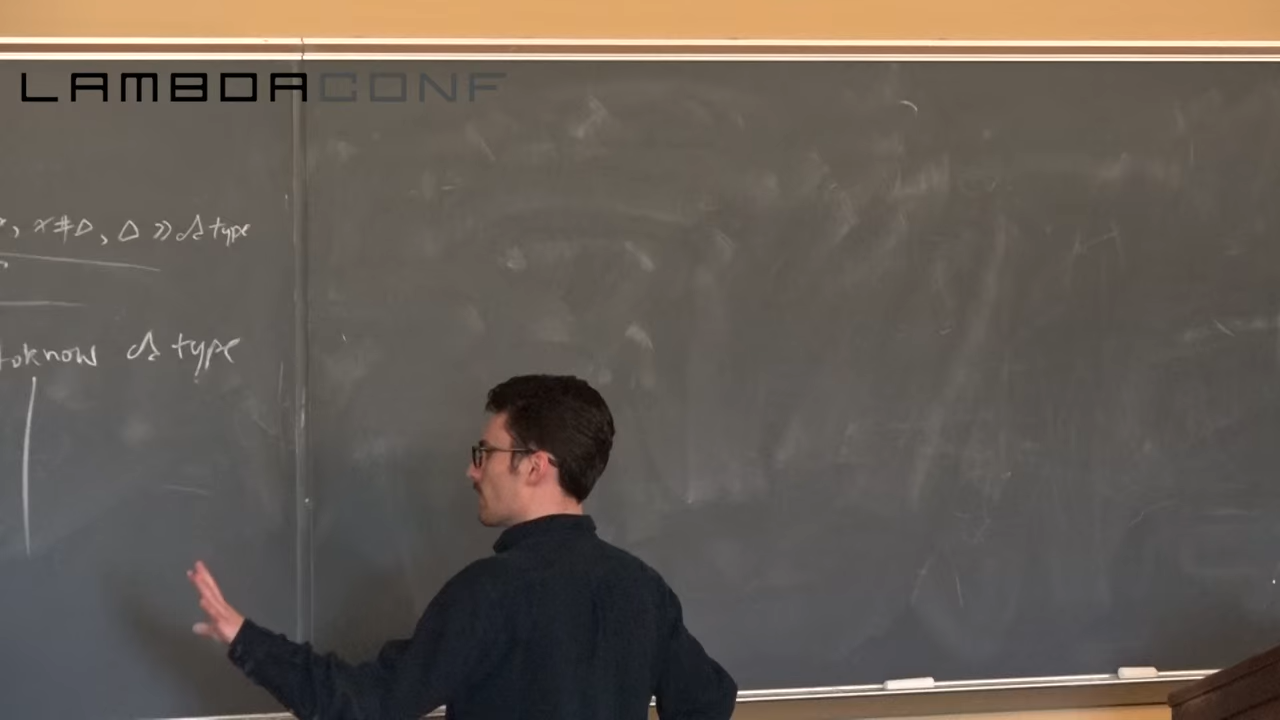 LAMBDACONF
, x#Δ, Δ ≫ A type
to know A type